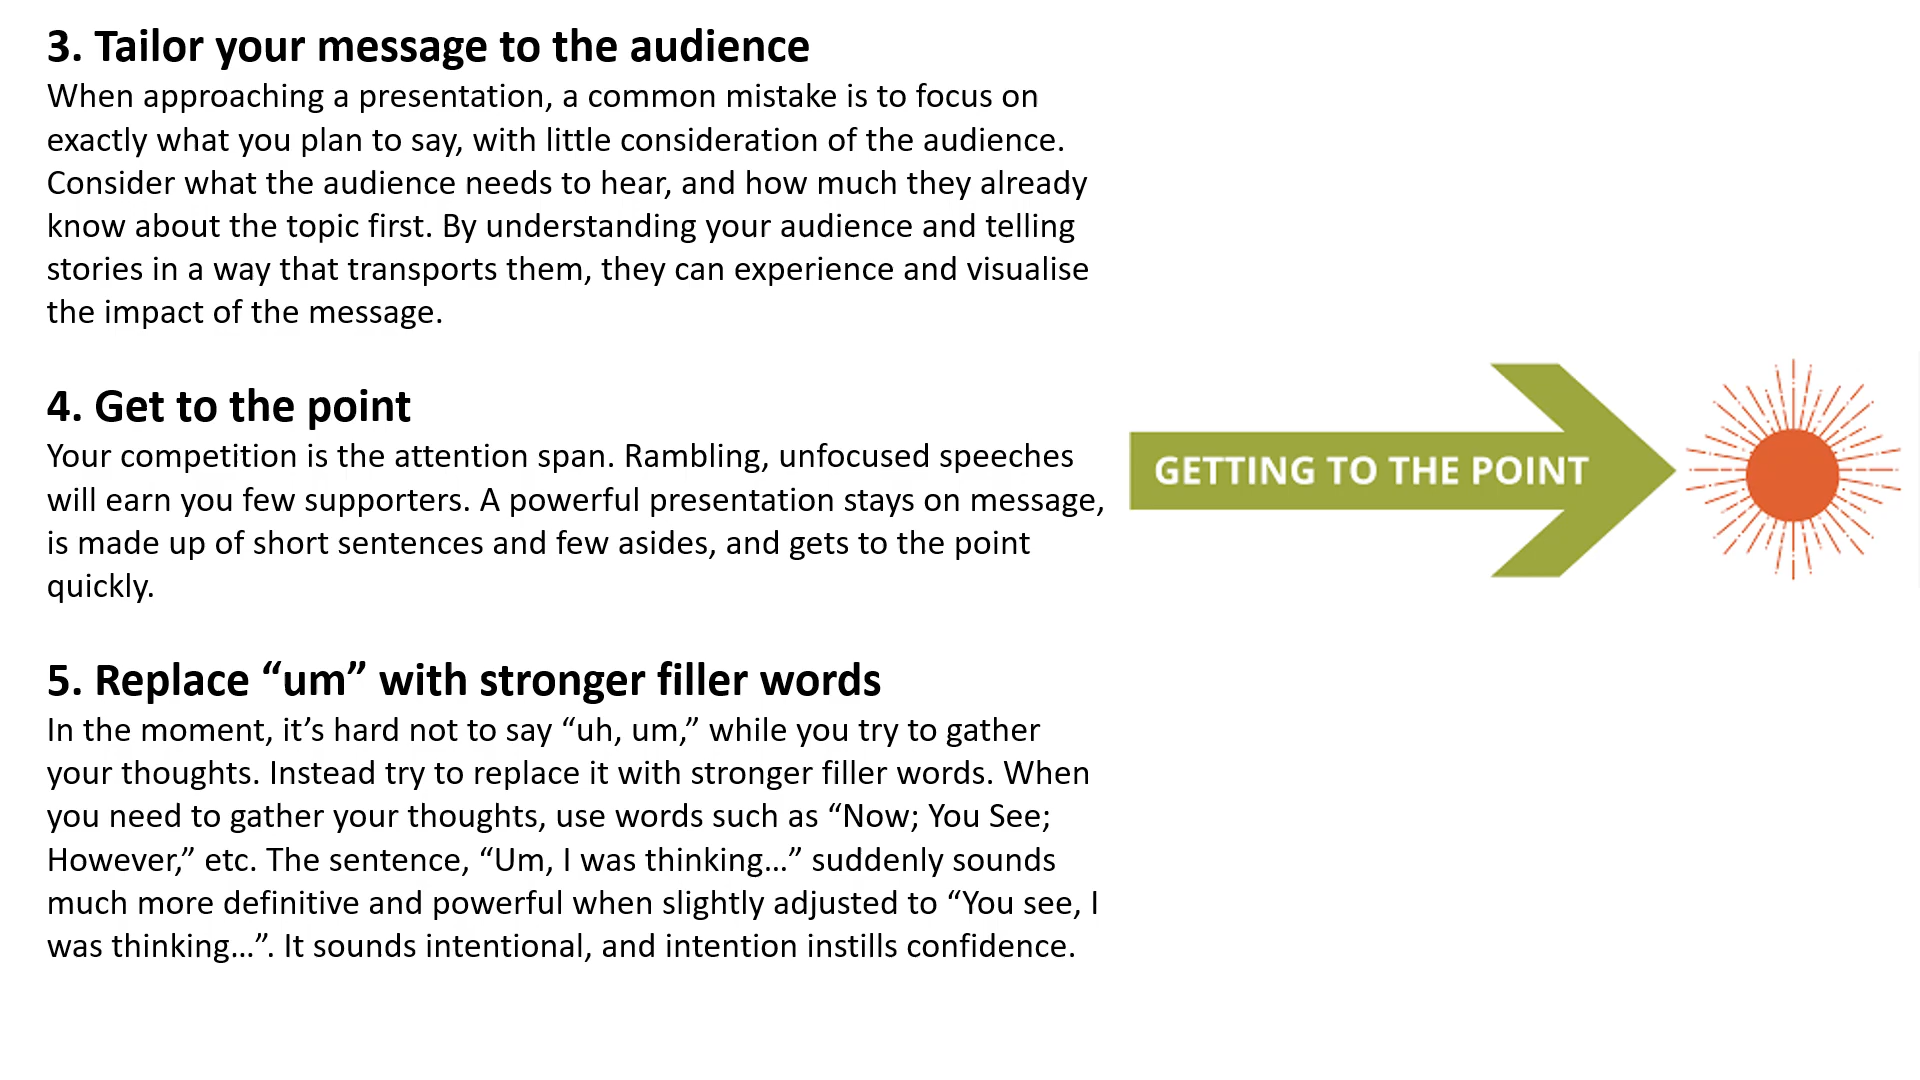 3. Tailor your message to the audience
When approaching a presentation, a common mistake is to focus on
exactly what you plan to say, with little consideration of the audience.
Consider what the audience needs to hear, and how much they already
know about the topic first. By understanding your audience and telling
stories in a way that transports them, they can experience and visualise
the impact of the message.
4. Get to the point
Your competition is the attention span. Rambling, unfocused speeches
will earn you few supporters. A powerful presentation stays on message,
is made up of short sentences and few asides, and gets to the point
quickly.
GETTING TO THE POINT
5. Replace “um” with stronger filler words
In the moment, it’s hard not to say “uh, um,” while you try to gather
your thoughts. Instead try to replace it with stronger filler words. When
you need to gather your thoughts, use words such as “Now; You See;
However,” etc. The sentence, “Um, I was thinking…” suddenly sounds
much more definitive and powerful when slightly adjusted to “You see, I
was thinking…”. It sounds intentional, and intention instills confidence.